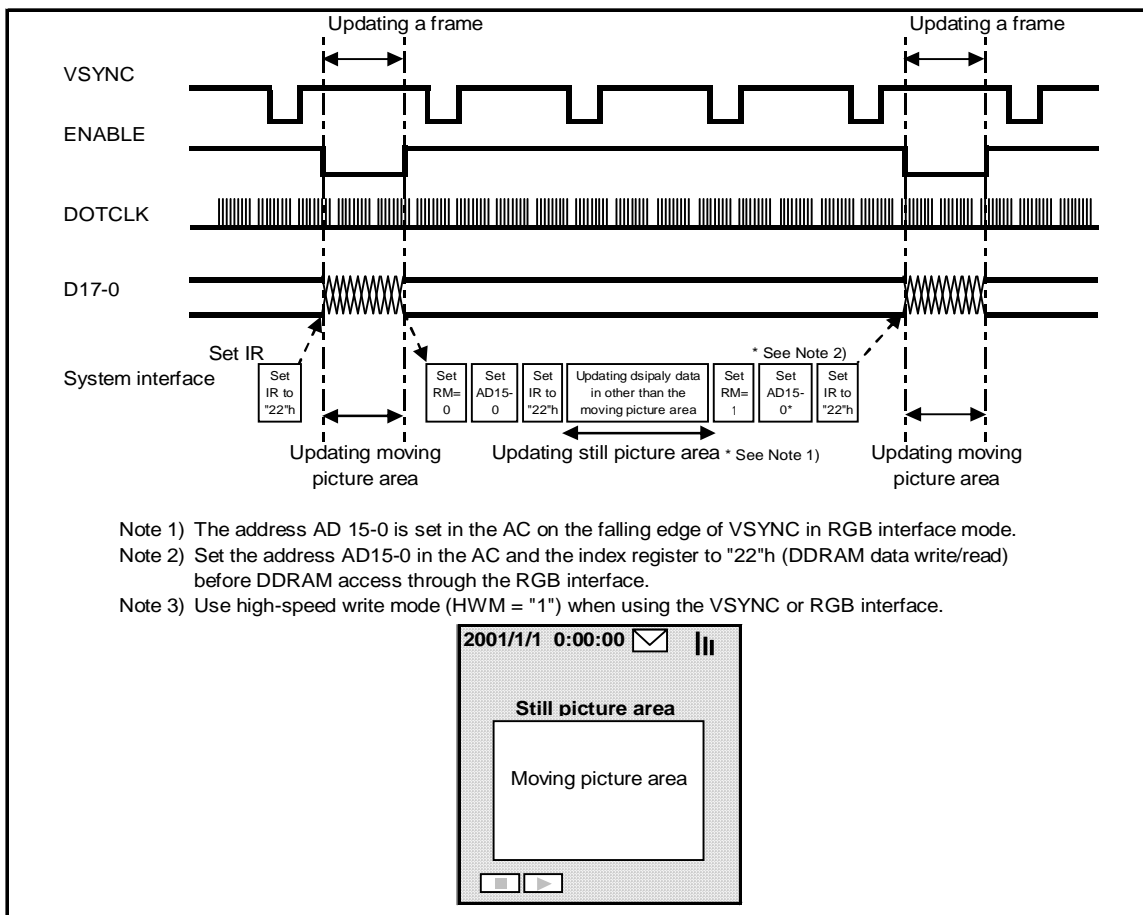 Updating a frame Updating a frame
VSYNC
ENABLE
DOTCLK
D17-0
Set IR
* See Note 2)
System interface
Set
IR to
"22"h
Set
RM=
0
Set
AD15-
0
Set
IR to
"22"h
Updating dsipaly data
in other than the
moving picture area
Set
RM=
1
Set
AD15-
0*
Set
IR to
"22"h
Updating moving
picture area
Updating still picture area * See Note 1)
Updating moving
picture area
Note 1) The address AD 15-0 is set in the AC on the falling edge of VSYNC in RGB interface mode.
Note 2) Set the address AD15-0 in the AC and the index register to "22"h (DDRAM data write/read)
before DDRAM access through the RGB interface.
Note 3) Use high-speed write mode (HWM = "1") when using the VSYNC or RGB interface.
2001/1/1 0:00:00
Still picture area
Moving picture area